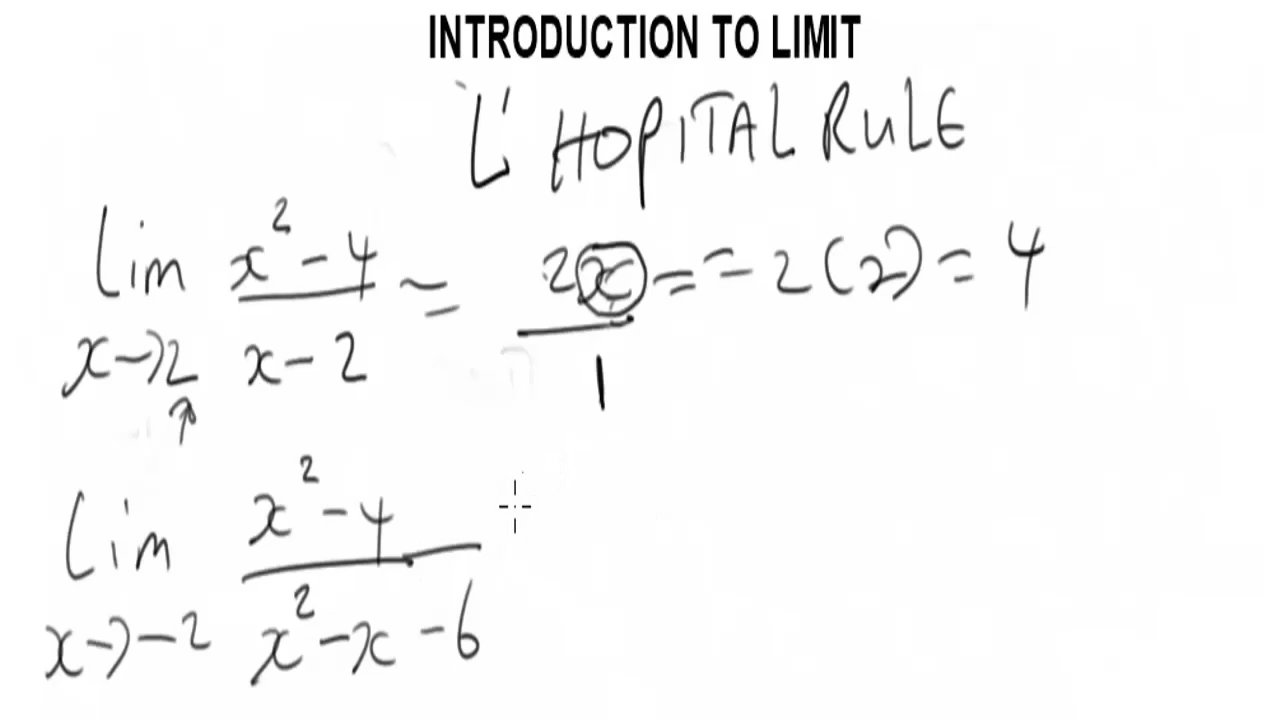 INTRODUCTION TO LIMIT
L' HOPITAL RULE
lim x² - 4 = 2x = = 2(2) = 4
x→2 x - 2 1
↑
lim x² - 4
x→-2 x² - x - 6